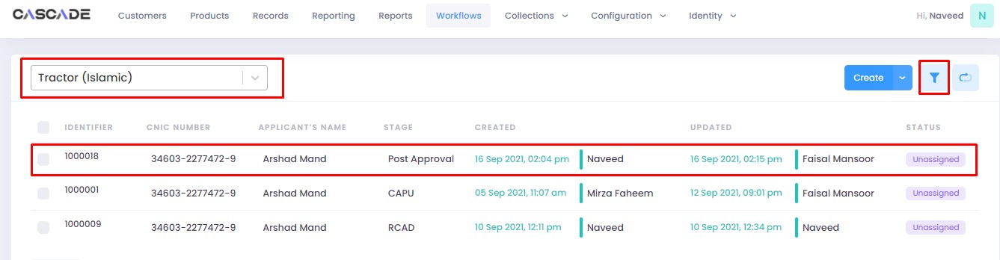 CASCADE Customers Products Records Reporting Reports Workflows Collections Configuration Identity Hi, Naveed N
Tractor (Islamic) Create
IDENTIFIER CNIC NUMBER APPLICANT'S NAME STAGE CREATED UPDATED STATUS
1000018 34603-2277472-9 Arshad Mand Post Approval 16 Sep 2021, 02:04 pm Naveed 16 Sep 2021, 02:15 pm Faisal Mansoor Unassigned
1000001 34603-2277472-9 Arshad Mand CAPU 05 Sep 2021, 11:07 am Mirza Faheem 12 Sep 2021, 09:01 pm Faisal Mansoor Unassigned
1000009 34603-2277472-9 Arshad Mand RCAD 10 Sep 2021, 12:11 pm Naveed 10 Sep 2021, 12:34 pm Naveed Unassigned